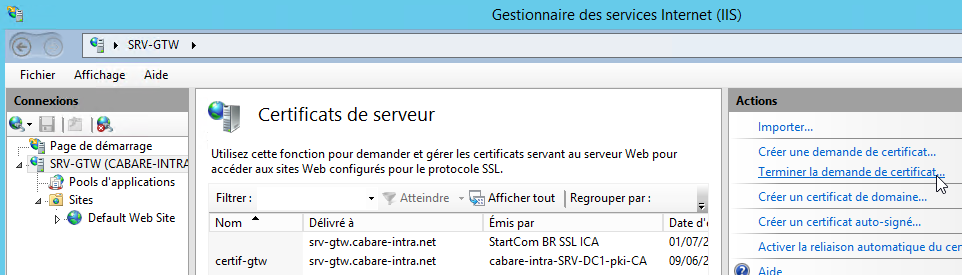 Gestionnaire des services Internet (IIS)
SRV-GTW
Fichier Affichage Aide
Connexions
Page de démarrage
SRV-GTW (CABARE-INTRA
Pools d'applications
Sites
Default Web Site
Certificats de serveur
Utilisez cette fonction pour demander et gérer les certificats servant au serveur Web pour
accéder aux sites Web configurés pour le protocole SSL.
Filtrer : Atteindre Afficher tout Regrouper par :
Nom Délivré à Émis par Date d'e
srv-gtw.cabare-intra.net StartCom BR SSL ICA 01/07/2
certif-gtw srv-gtw.cabare-intra.net cabare-intra-SRV-DC1-pki-CA 09/06/2
Actions
Importer...
Créer une demande de certificat...
Terminer la demande de certificat...
Créer un certificat de domaine...
Créer un certificat auto-signé...
Activer la reliaison automatique du cer
Aide